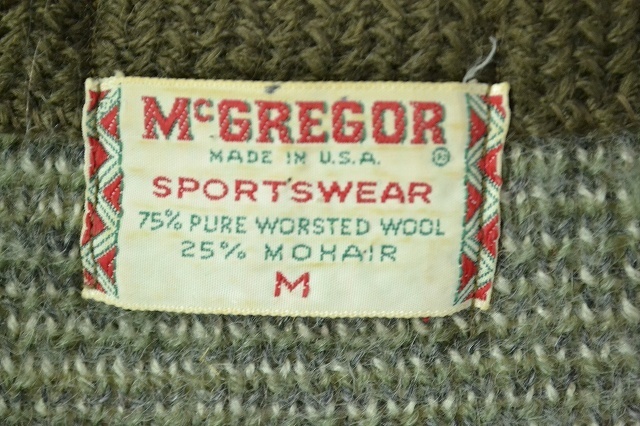 McGREGOR
MADE IN U.S.A. ®
SPORTSWEAR
75% PURE WORSTED WOOL
25% MOHAIR
M